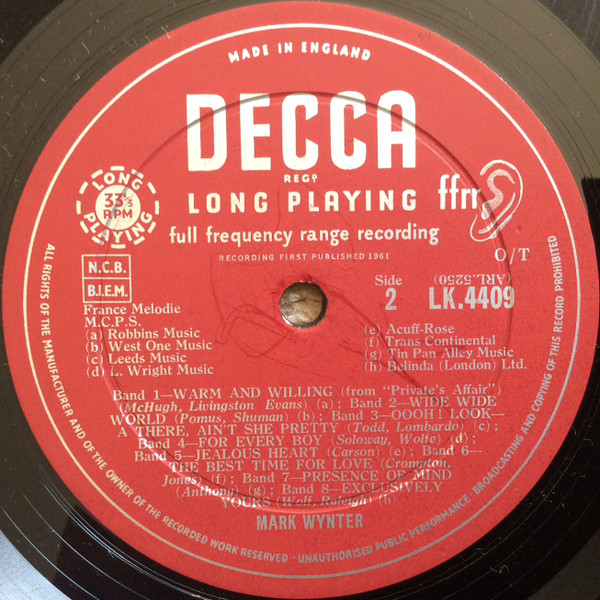 MADE IN ENGLAND
DECCA
REGD
LONG PLAYING
ffrr
full frequency range recording
RECORDING FIRST PUBLISHED 1961
O/T
LONG
33⅓
RPM
PLAYING
N.C.B.
B.I.E.M.
Side
2
(ARL.5250)
LK.4409
France Melodie
M.C.P.S.
(a) Robbins Music
(b) West One Music
(c) Leeds Music
(d) L. Wright Music
(e) Acuff-Rose
(f) Trans Continental
(g) Tin Pan Alley Music
(h) Belinda (London) Ltd.
Band 1—WARM AND WILLING (from "Private's Affair")
(McHugh, Livingston Evans) (a); Band 2—WIDE WIDE
WORLD (Pomus, Shuman) (b); Band 3—OOOH! LOOK—
A THERE, AIN'T SHE PRETTY (Todd, Lombardo) (c);
Band 4—FOR EVERY BOY (Soloway, Wolfe) (d);
Band 5—JEALOUS HEART (Carson) (e); Band 6—
THE BEST TIME FOR LOVE (Crompton,
Jones) (f); Band 7—PRESENCE OF MIND
(Anthony) (g); Band 8—EXCLUSIVELY
YOURS (Wolf, Raleigh) (h)
MARK WYNTER
ALL RIGHTS OF THE MANUFACTURER AND OF THE OWNER OF THE RECORDED WORK RESERVED · UNAUTHORISED PUBLIC PERFORMANCE · BROADCASTING AND COPYING OF THIS RECORD PROHIBITED